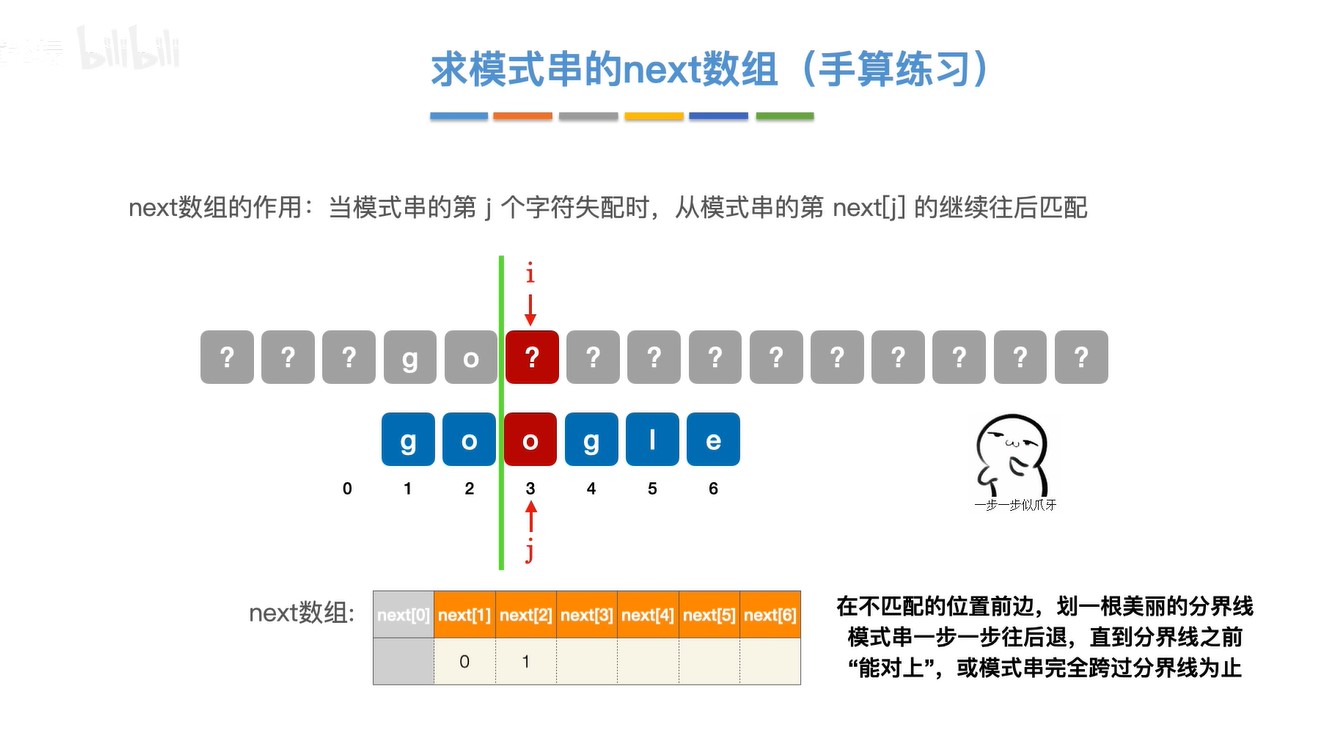 bilibili
求模式串的next数组（手算练习）
next数组的作用：当模式串的第 j 个字符失配时，从模式串的第 next[j] 的继续往后匹配
i
? ? ? g o ? ? ? ? ? ? ? ? ? ?
g o o g l e
0 1 2 3 4 5 6
一步一步似爪牙
j
next数组:
next[0] next[1] next[2] next[3] next[4] next[5] next[6]
0 1
在不匹配的位置前边，划一根美丽的分界线
模式串一步一步往后退，直到分界线之前
“能对上”，或模式串完全跨过分界线为止